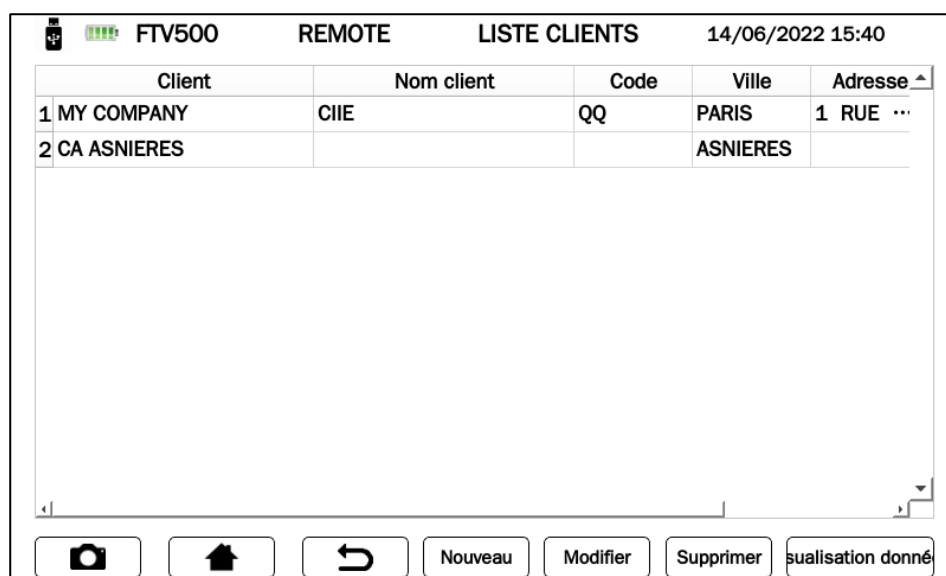 FTV500 REMOTE LISTE CLIENTS 14/06/2022 15:40
Client Nom client Code Ville Adresse
1 MY COMPANY CIIE QQ PARIS 1 RUE ...
2 CA ASNIERES ASNIERES
Nouveau Modifier Supprimer sualisation donné